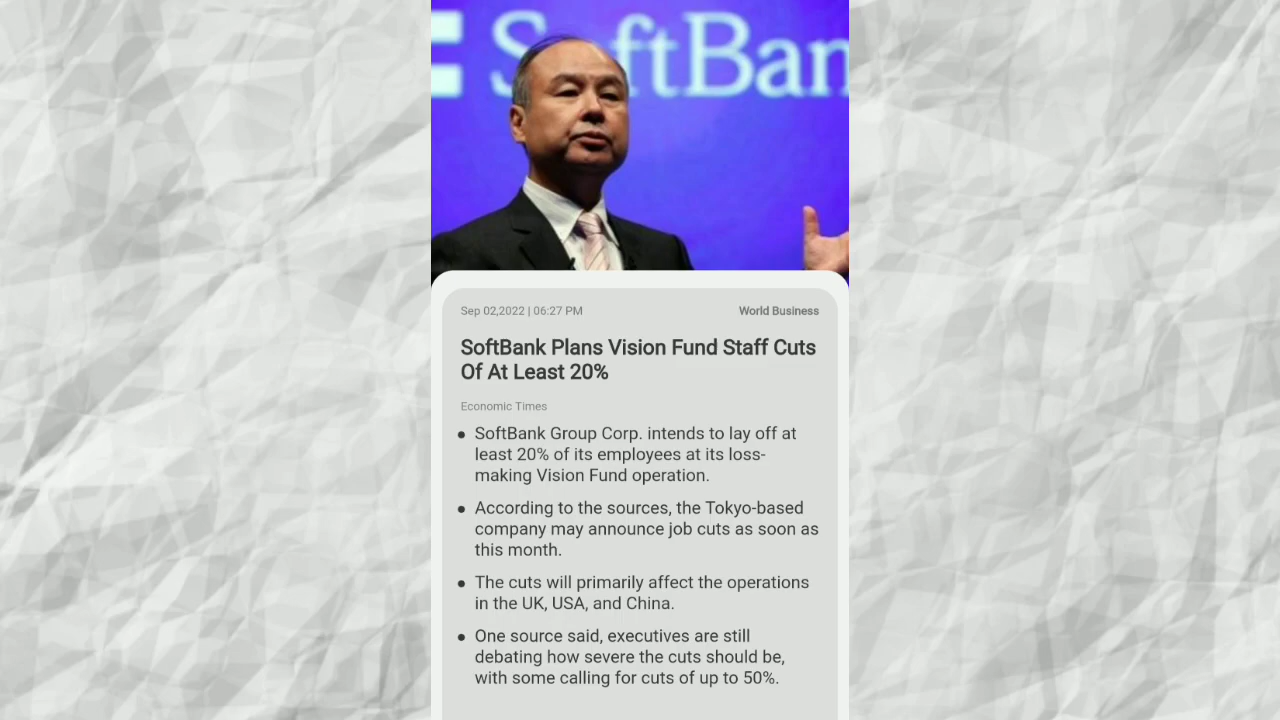 SoftBan
Sep 02,2022 | 06:27 PM
World Business
SoftBank Plans Vision Fund Staff Cuts
Of At Least 20%
Economic Times
● SoftBank Group Corp. intends to lay off at
least 20% of its employees at its loss-
making Vision Fund operation.
● According to the sources, the Tokyo-based
company may announce job cuts as soon as
this month.
● The cuts will primarily affect the operations
in the UK, USA, and China.
● One source said, executives are still
debating how severe the cuts should be,
with some calling for cuts of up to 50%.